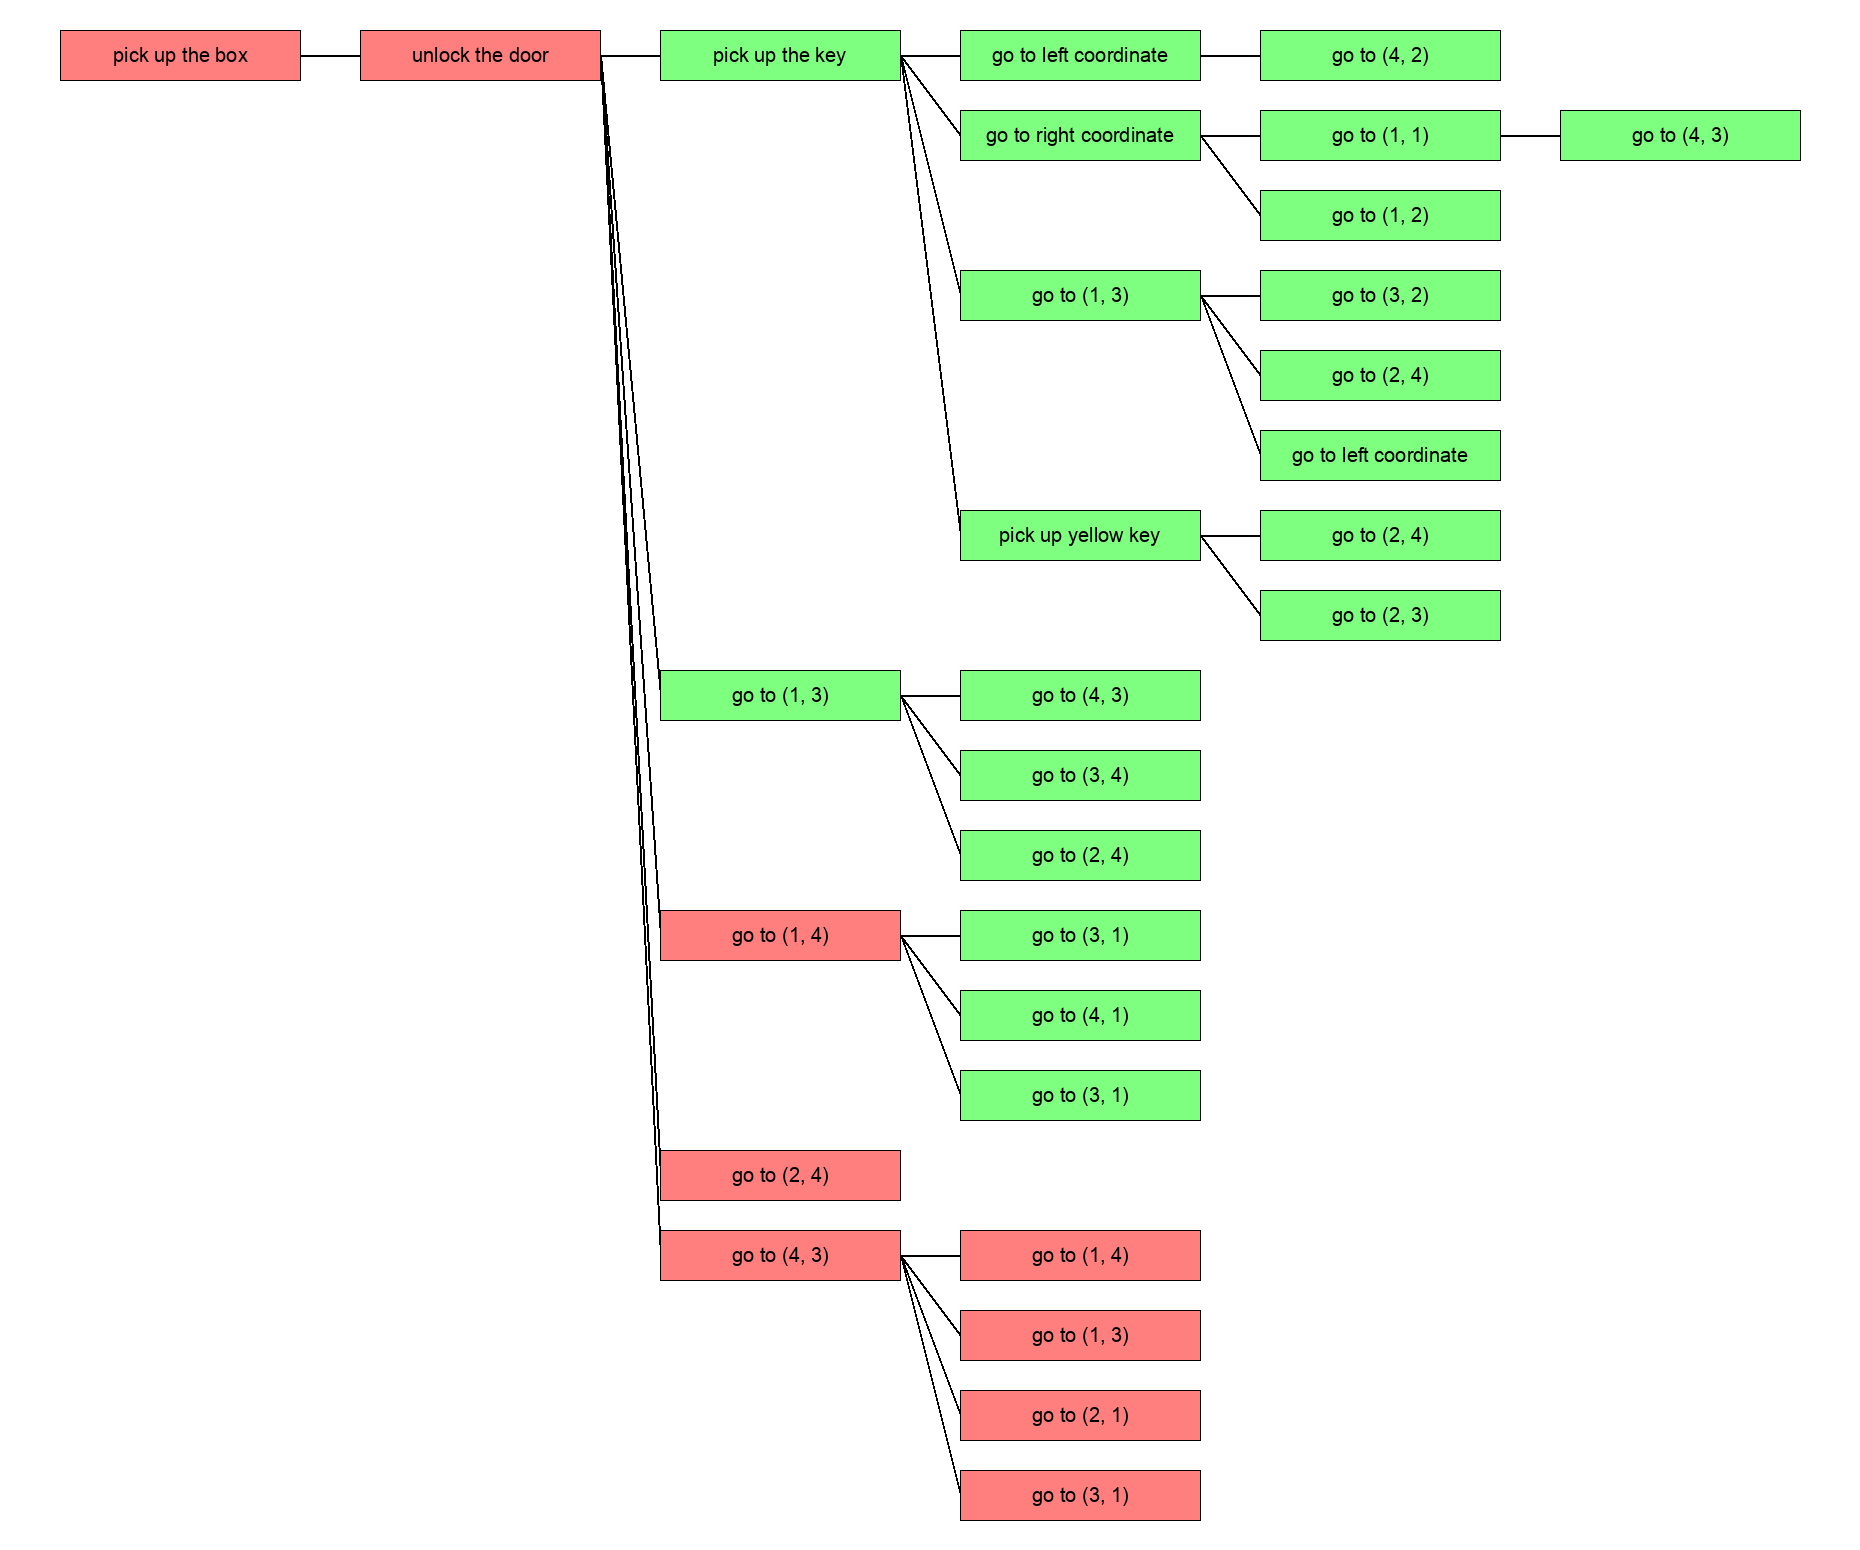 pick up the box
unlock the door
pick up the key
go to left coordinate
go to (4, 2)
go to right coordinate
go to (1, 1)
go to (4, 3)
go to (1, 2)
go to (1, 3)
go to (3, 2)
go to (2, 4)
go to left coordinate
pick up yellow key
go to (2, 4)
go to (2, 3)
go to (1, 3)
go to (4, 3)
go to (3, 4)
go to (2, 4)
go to (1, 4)
go to (3, 1)
go to (4, 1)
go to (3, 1)
go to (2, 4)
go to (4, 3)
go to (1, 4)
go to (1, 3)
go to (2, 1)
go to (3, 1)